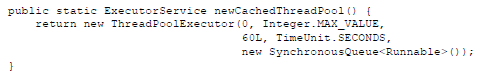 public static ExecutorService newCachedThreadPool() {
    return new ThreadPoolExecutor(0, Integer.MAX_VALUE,
                                  60L, TimeUnit.SECONDS,
                                  new SynchronousQueue<Runnable>());
}